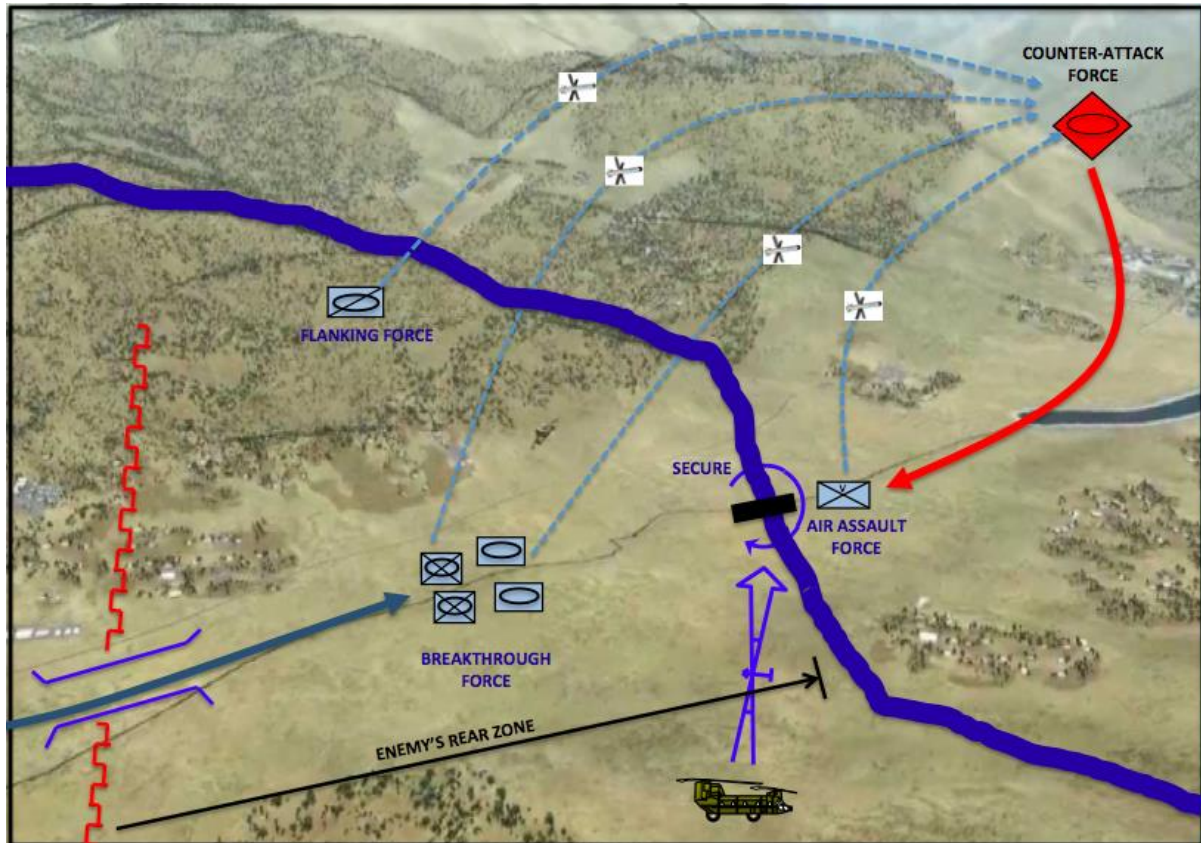 COUNTER-ATTACK
FORCE
FLANKING FORCE
SECURE
AIR ASSAULT
FORCE
BREAKTHROUGH
FORCE
ENEMY'S REAR ZONE